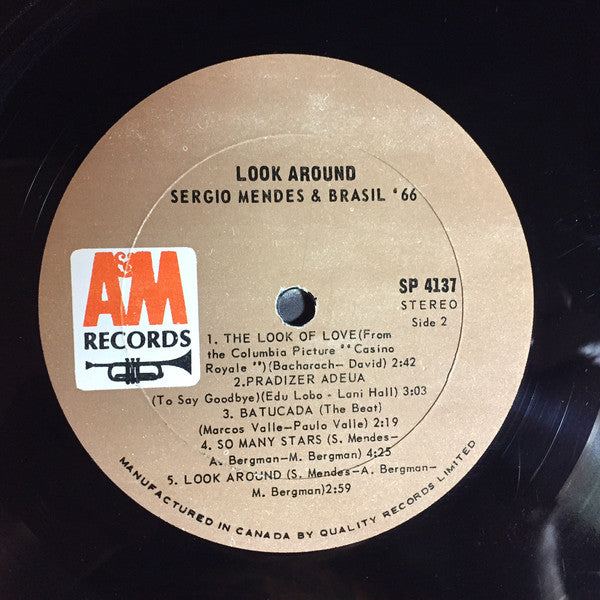 LOOK AROUND
SERGIO MENDES & BRASIL '66
A&M
RECORDS
SP 4137
STEREO
Side 2
1. THE LOOK OF LOVE(From
the Columbia Picture "Casino
Royale")(Bacharach- David) 2:42
2.PRADIZER ADEUA
(To Say Goodbye)(Edu Lobo - Lani Hall) 3:03
3. BATUCADA (The Beat)
(Marcos Valle-Paulo Valle) 2:19
4. SO MANY STARS (S. Mendes-
A. Bergman-M. Bergman) 4:25
5. LOOK AROUND (S. Mendes-A. Bergman-
M. Bergman)2:59
MANUFACTURED IN CANADA BY QUALITY RECORDS LIMITED